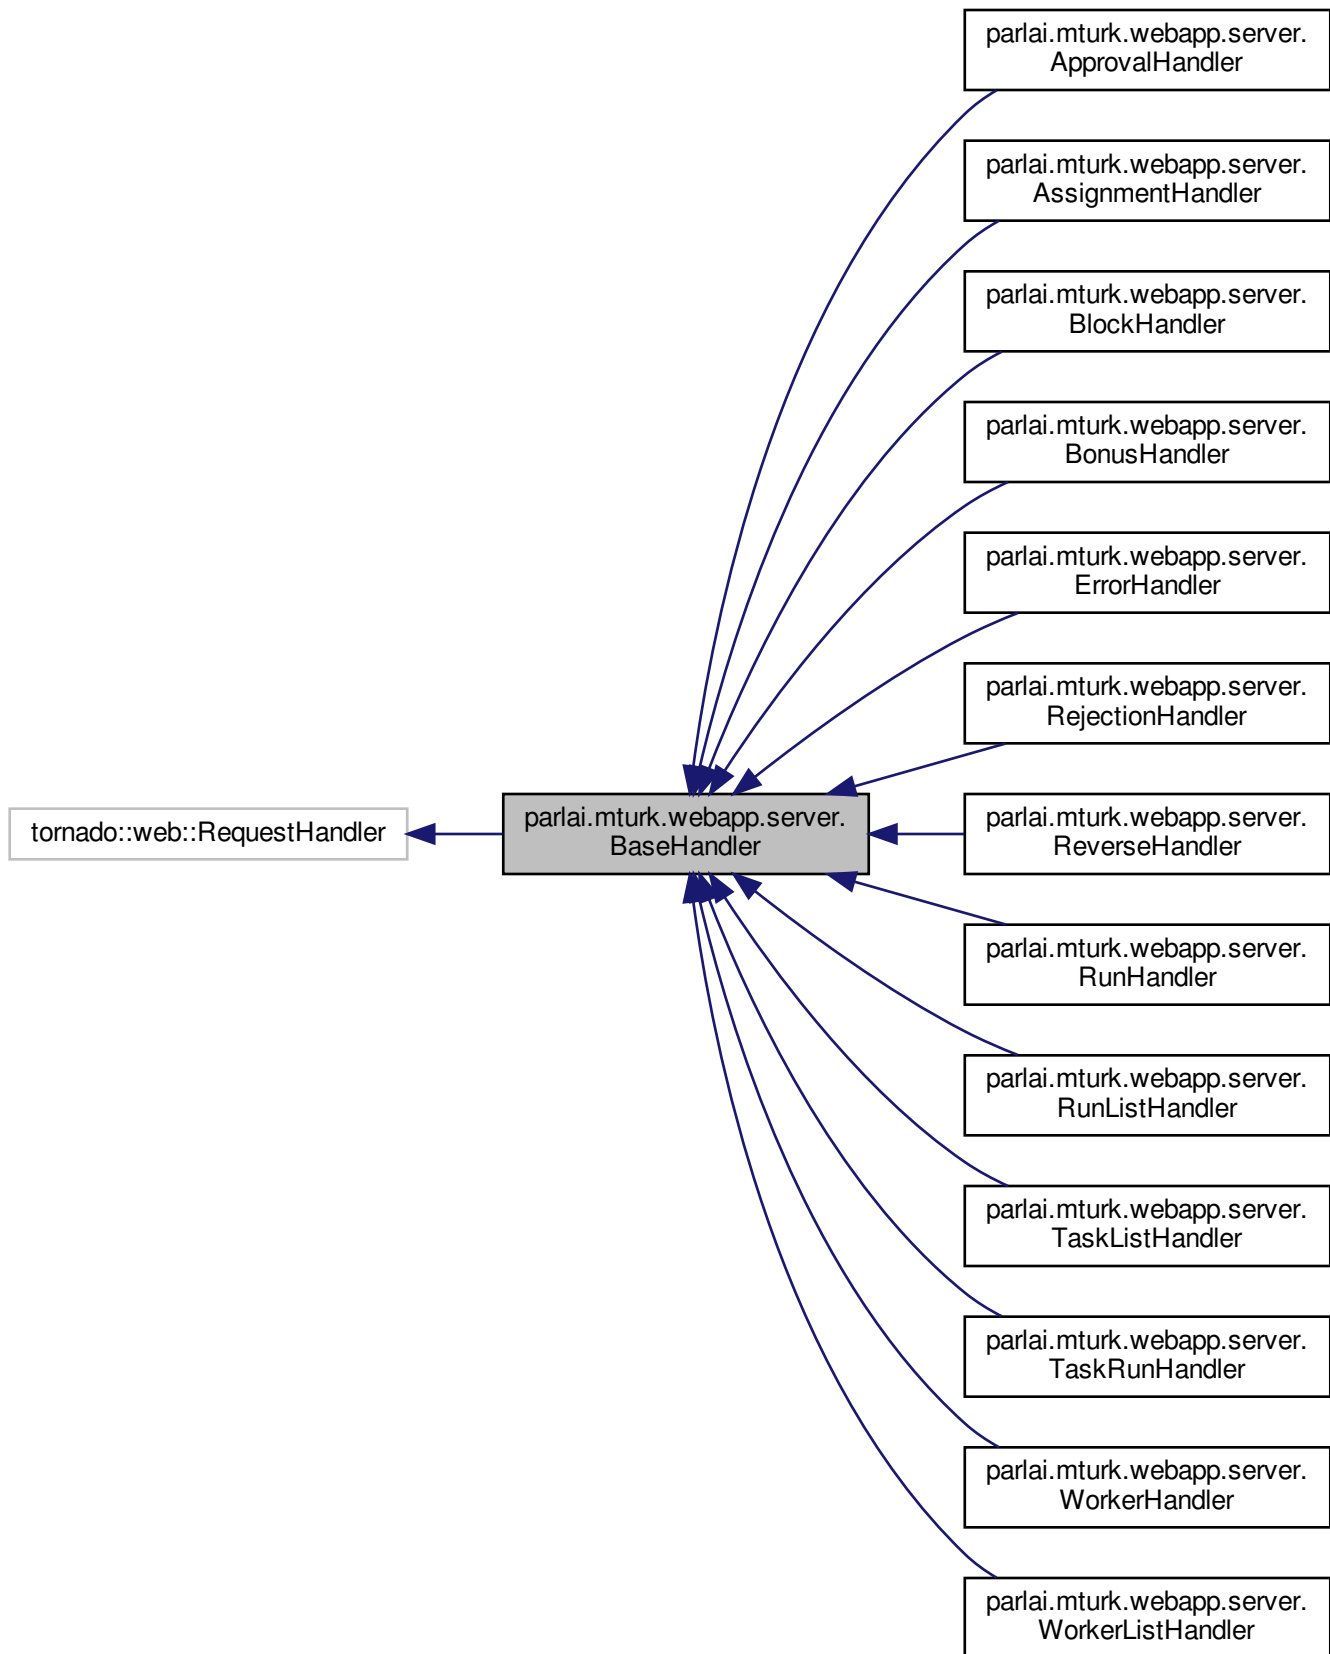 parlai.mturk.webapp.server.
ApprovalHandler
parlai.mturk.webapp.server.
AssignmentHandler
parlai.mturk.webapp.server.
BlockHandler
parlai.mturk.webapp.server.
BonusHandler
parlai.mturk.webapp.server.
ErrorHandler
parlai.mturk.webapp.server.
RejectionHandler
tornado::web::RequestHandler
parlai.mturk.webapp.server.
BaseHandler
parlai.mturk.webapp.server.
ReverseHandler
parlai.mturk.webapp.server.
RunHandler
parlai.mturk.webapp.server.
RunListHandler
parlai.mturk.webapp.server.
TaskListHandler
parlai.mturk.webapp.server.
TaskRunHandler
parlai.mturk.webapp.server.
WorkerHandler
parlai.mturk.webapp.server.
WorkerListHandler